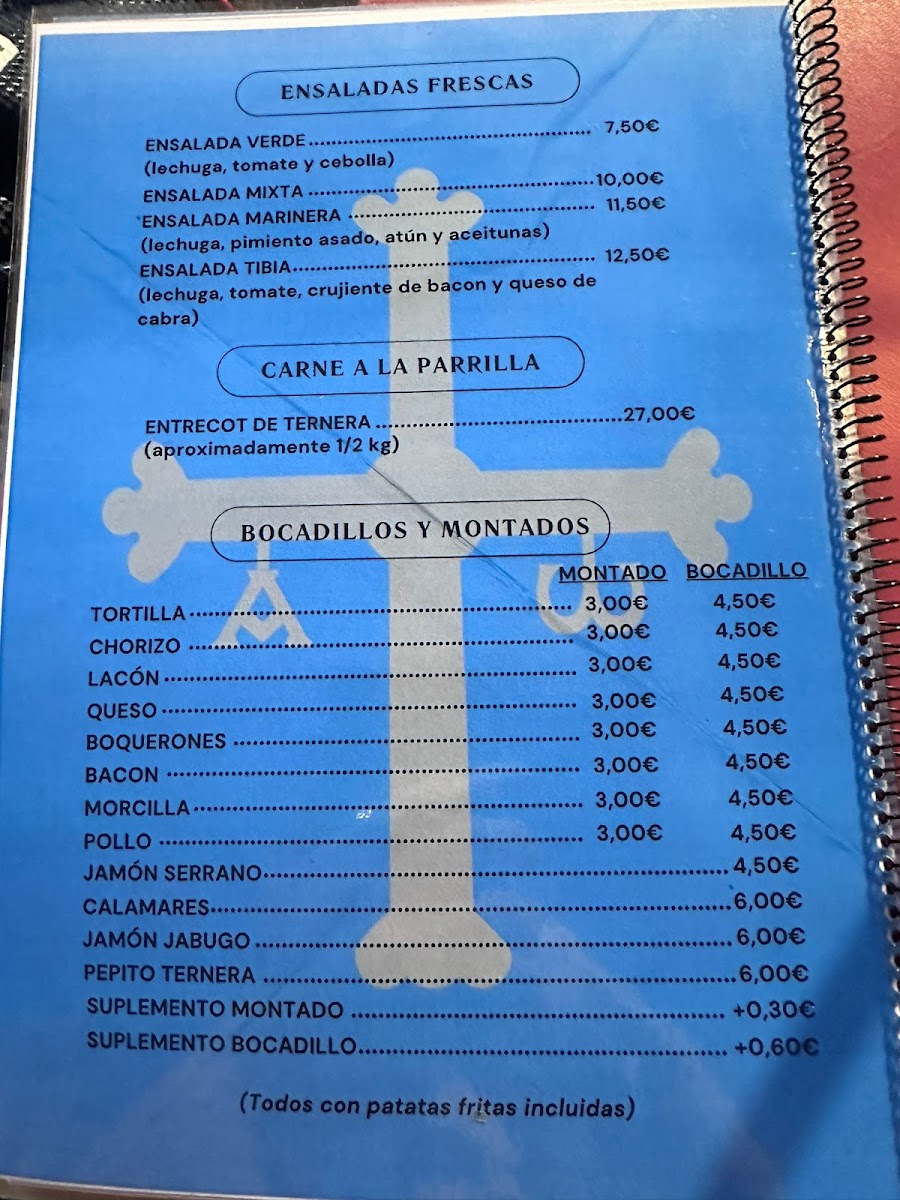 ENSALADAS FRESCAS
ENSALADA VERDE 7,50€
(lechuga, tomate y cebolla)
ENSALADA MIXTA 10,00€
ENSALADA MARINERA 11,50€
(lechuga, pimiento asado, atún y aceitunas)
ENSALADA TIBIA 12,50€
(lechuga, tomate, crujiente de bacon y queso de
cabra)
CARNE A LA PARRILLA
ENTRECOT DE TERNERA 27,00€
(aproximadamente 1/2 kg)
BOCADILLOS Y MONTADOS
MONTADO BOCADILLO
TORTILLA 3,00€ 4,50€
CHORIZO 3,00€ 4,50€
LACÓN 3,00€ 4,50€
QUESO 3,00€ 4,50€
BOQUERONES 3,00€ 4,50€
BACON 3,00€ 4,50€
MORCILLA 3,00€ 4,50€
POLLO 3,00€ 4,50€
JAMÓN SERRANO 4,50€
CALAMARES 6,00€
JAMÓN JABUGO 6,00€
PEPITO TERNERA 6,00€
SUPLEMENTO MONTADO +0,30€
SUPLEMENTO BOCADILLO +0,60€
(Todos con patatas fritas incluidas)